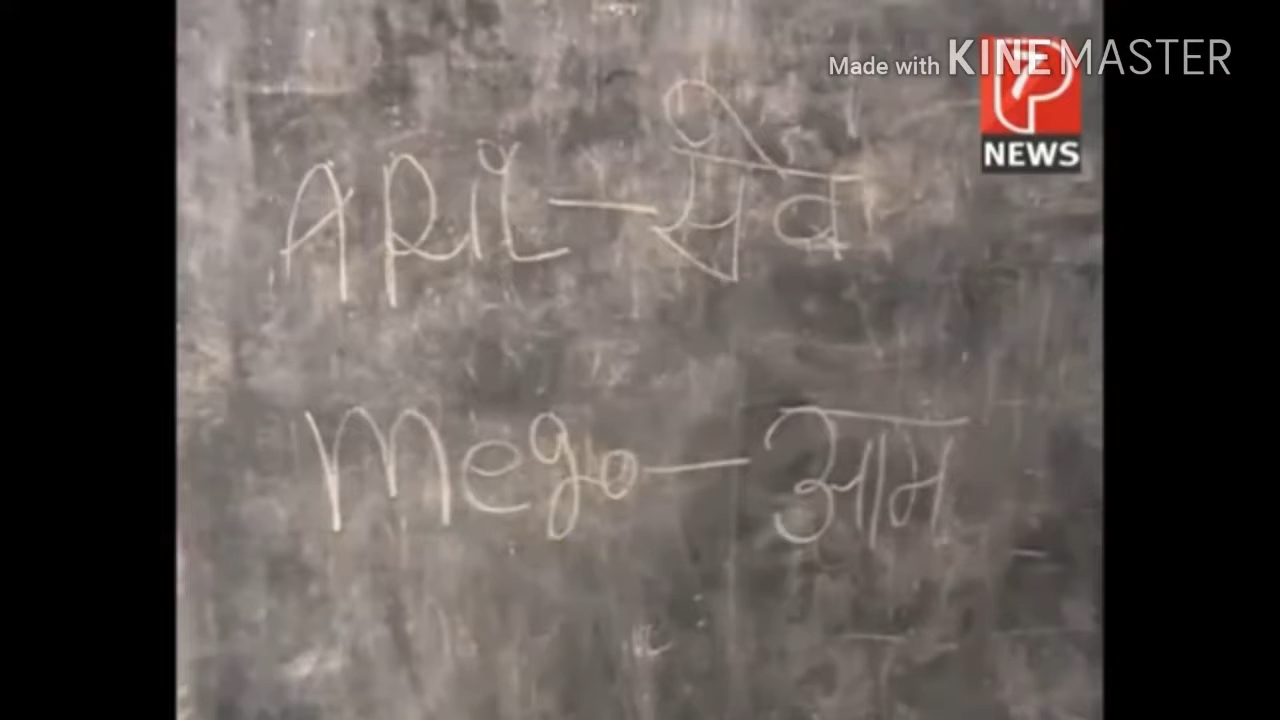 Made with KINEMASTER
P NEWS
APRil — सेव
mego — आम